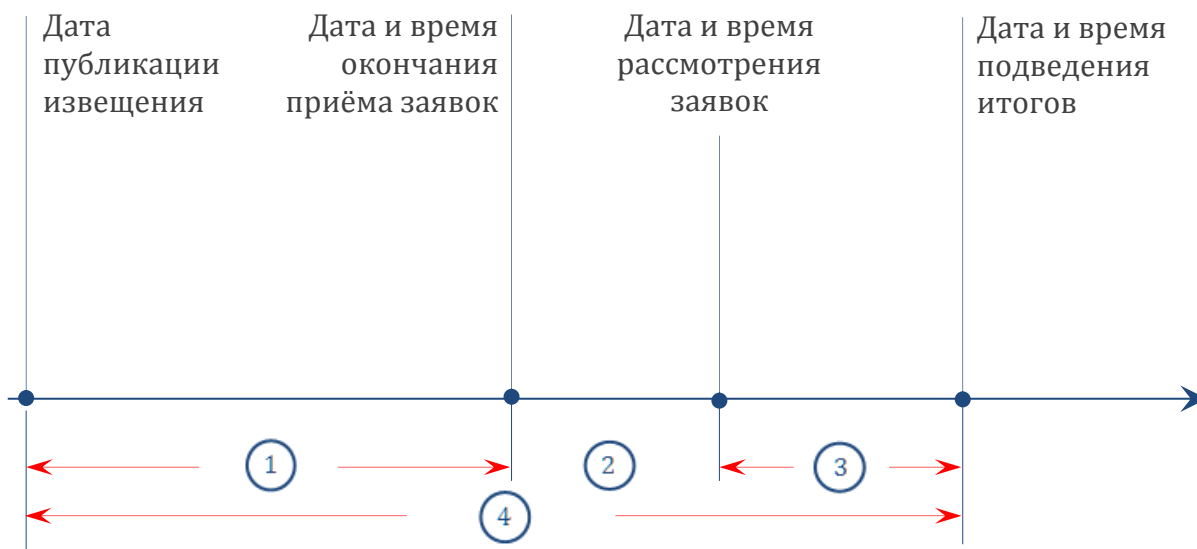 Дата
публикации
извещения
Дата и время
окончания
приёма заявок
Дата и время
рассмотрения
заявок
Дата и время
подведения
итогов
1
2
3
4